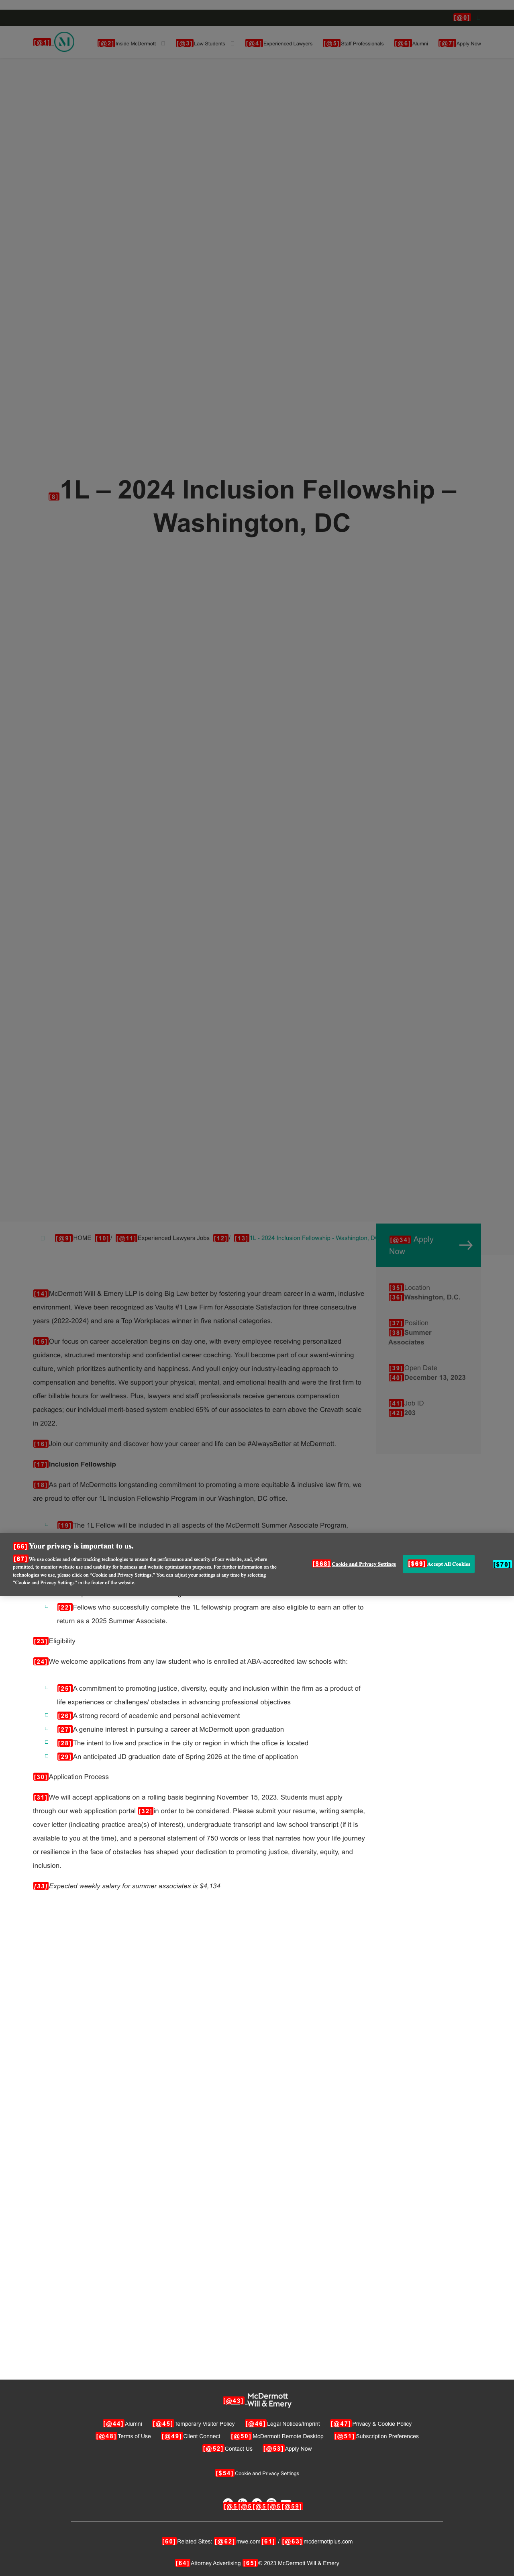 [@0]
[@1] M [@2]Inside McDermott [@3]Law Students [@4]Experienced Lawyers [@5]Staff Professionals [@6]Alumni [@7]Apply Now
[8]1L – 2024 Inclusion Fellowship –
Washington, DC
[@9]HOME [10] [@11]Experienced Lawyers Jobs [12] [13]1L - 2024 Inclusion Fellowship - Washington, D
[@34] Apply
Now
[35]Location
[36]Washington, D.C.
[37]Position
[38]Summer
Associates
[39]Open Date
[40]December 13, 2023
[41]Job ID
[42]203
[14]McDermott Will & Emery LLP is doing Big Law better by fostering your dream career in a warm, inclusive
environment. Weve been recognized as Vaults #1 Law Firm for Associate Satisfaction for three consecutive
years (2022-2024) and are a Top Workplaces winner in five national categories.
[15]Our focus on career acceleration begins on day one, with every employee receiving personalized
guidance, structured mentorship and confidential career coaching. Youll become part of our award-winning
culture, which prioritizes authenticity and happiness. And youll enjoy our industry-leading approach to
compensation and benefits. We support your physical, mental, and emotional health and were the first firm to
offer billable hours for wellness. Plus, lawyers and staff professionals receive generous compensation
packages; our individual merit-based system enabled 65% of our associates to earn above the Cravath scale
in 2022.
[16]Join our community and discover how your career and life can be #AlwaysBetter at McDermott.
[17]Inclusion Fellowship
[18]As part of McDermotts longstanding commitment to promoting a more equitable & inclusive law firm, we
are proud to offer our 1L Inclusion Fellowship Program in our Washington, DC office.
[19]The 1L Fellow will be included in all aspects of the McDermott Summer Associate Program.
[66] Your privacy is important to us.
[67] We use cookies and other tracking technologies to ensure the performance and security of our website, and, where
permitted, to monitor website use and usability for business and website optimization purposes. For further information on the
technologies we use, please click on “Cookie and Privacy Settings.” You can adjust your settings at any time by selecting
“Cookie and Privacy Settings” in the footer of the website.
[$68] Cookie and Privacy Settings [$69] Accept All Cookies [$70]
[22]Fellows who successfully complete the 1L fellowship program are also eligible to earn an offer to
return as a 2025 Summer Associate.
[23]Eligibility
[24]We welcome applications from any law student who is enrolled at ABA-accredited law schools with:
[25]A commitment to promoting justice, diversity, equity and inclusion within the firm as a product of
life experiences or challenges/ obstacles in advancing professional objectives
[26]A strong record of academic and personal achievement
[27]A genuine interest in pursuing a career at McDermott upon graduation
[28]The intent to live and practice in the city or region in which the office is located
[29]An anticipated JD graduation date of Spring 2026 at the time of application
[30]Application Process
[31]We will accept applications on a rolling basis beginning November 15, 2023. Students must apply
through our web application portal [32]in order to be considered. Please submit your resume, writing sample,
cover letter (indicating practice area(s) of interest), undergraduate transcript and law school transcript (if it is
available to you at the time), and a personal statement of 750 words or less that narrates how your life journey
or resilience in the face of obstacles has shaped your dedication to promoting justice, diversity, equity, and
inclusion.
[33]Expected weekly salary for summer associates is $4,134
[@43] McDermott
Will & Emery
[@44] Alumni [@45] Temporary Visitor Policy [@46] Legal Notices/Imprint [@47] Privacy & Cookie Policy
[@48] Terms of Use [@49] Client Connect [@50] McDermott Remote Desktop [@51] Subscription Preferences
[@52] Contact Us [@53] Apply Now
[$54] Cookie and Privacy Settings
[@5 [@5 [@5 [@5 [@59]
[60] Related Sites: [@62] mwe.com [61] / [@63] mcdermottplus.com
[64] Attorney Advertising [65] © 2023 McDermott Will & Emery